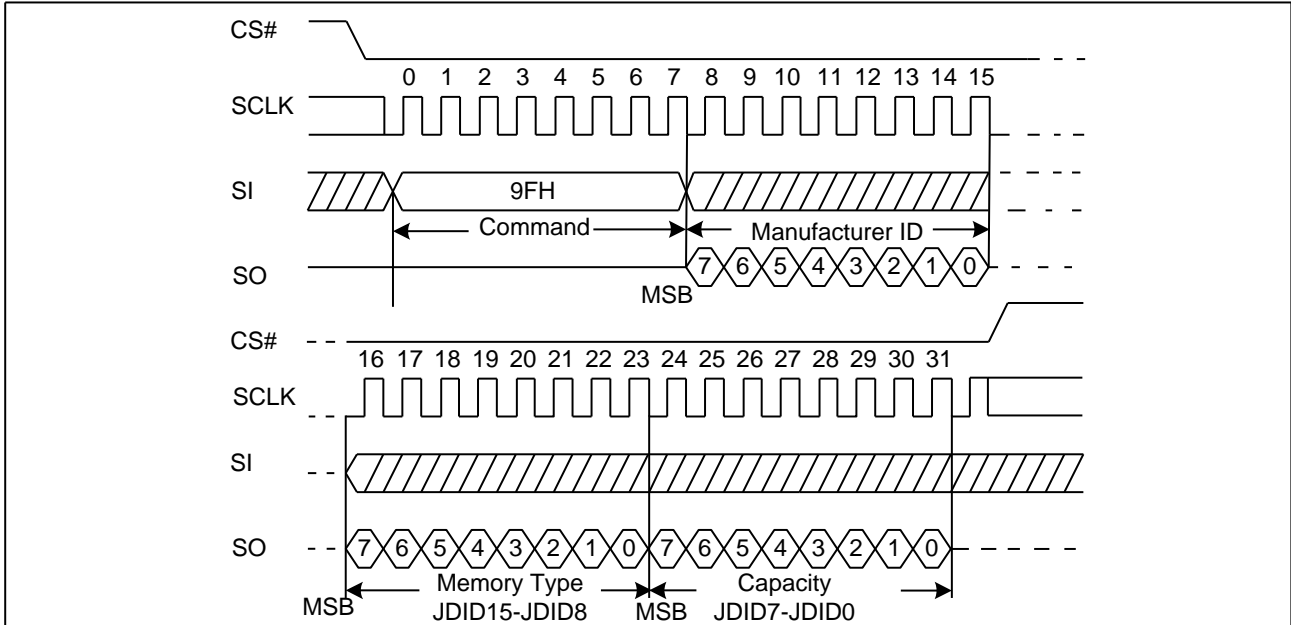 CS#
0 1 2 3 4 5 6 7 8 9 10 11 12 13 14 15
SCLK
SI 9FH
Command Manufacturer ID
SO 7 6 5 4 3 2 1 0
MSB
CS#
16 17 18 19 20 21 22 23 24 25 26 27 28 29 30 31
SCLK
SI
SO 7 6 5 4 3 2 1 0 7 6 5 4 3 2 1 0
Memory Type Capacity
MSB JDID15-JDID8 MSB JDID7-JDID0